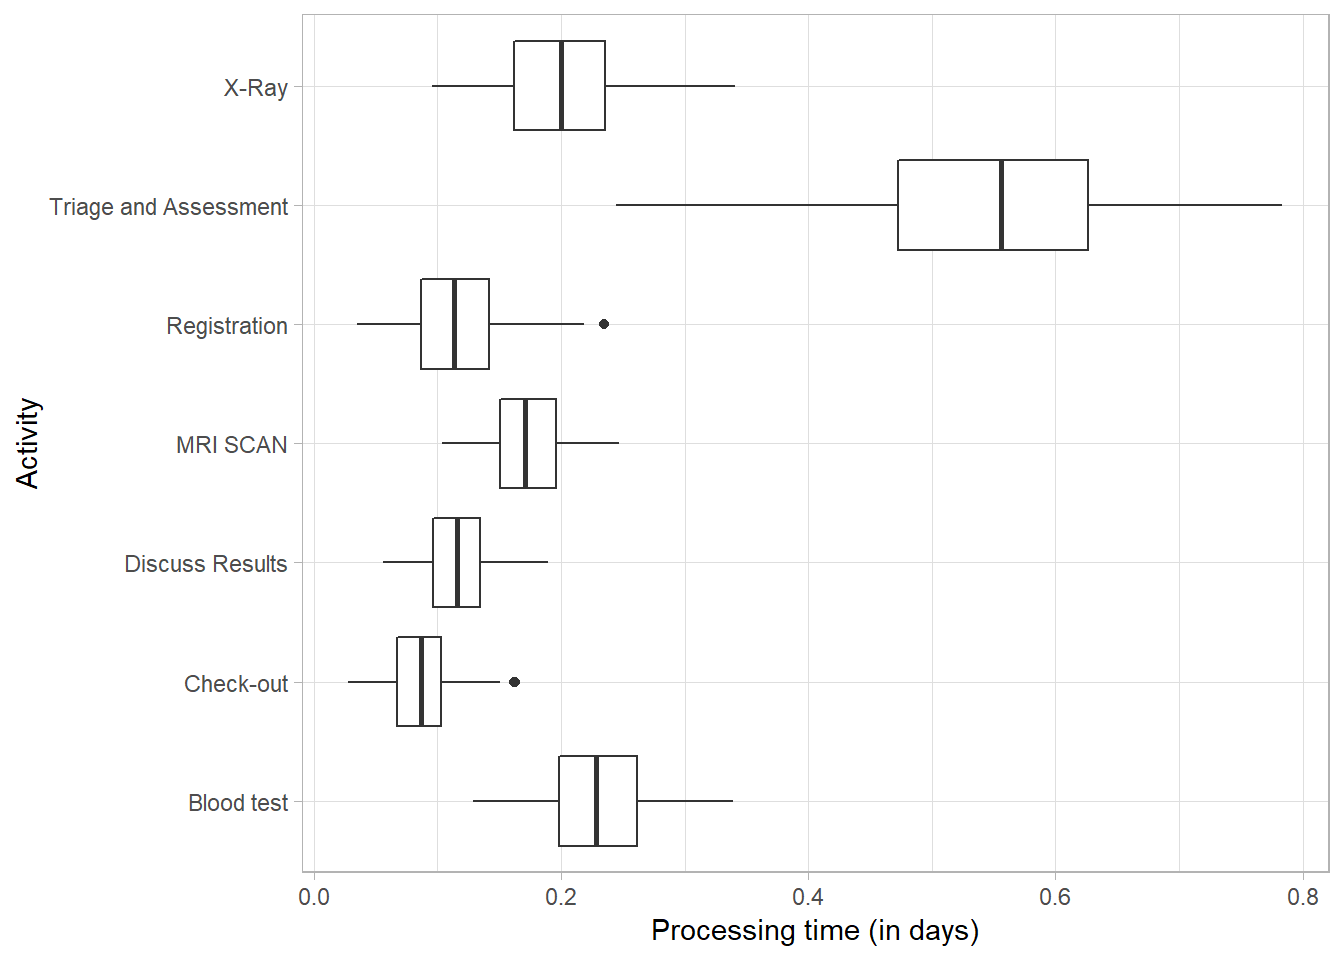 X-Ray
Triage and Assessment
Registration
MRI SCAN
Discuss Results
Check-out
Blood test
Activity
0.0 0.2 0.4 0.6 0.8
Processing time (in days)